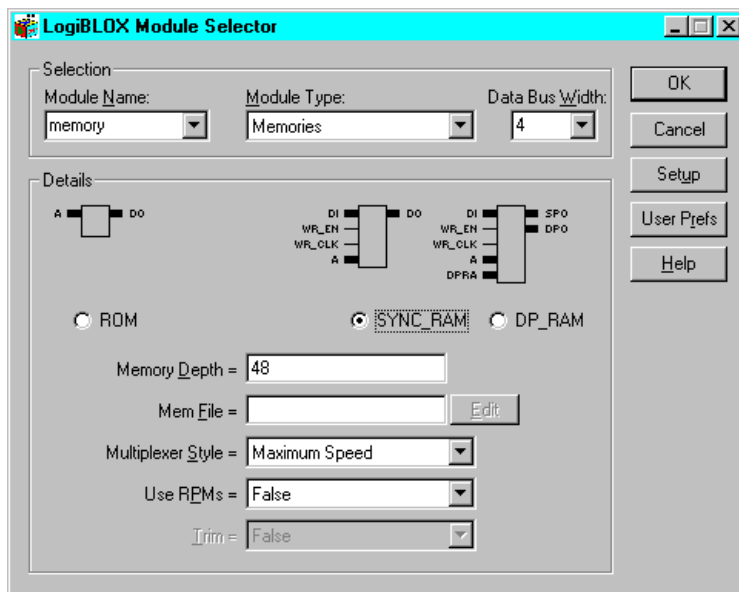 LogiBLOX Module Selector
Selection
Module Name: Module Type: Data Bus Width:
memory Memories 4
OK
Cancel
Setup
User Prefs
Help
Details
A DO
DI DO
WR_EN
WR_CLK
A
DI SPO
WR_EN DPO
WR_CLK
A
DPRA
ROM SYNC_RAM DP_RAM
Memory Depth = 48
Mem File = Edit
Multiplexer Style = Maximum Speed
Use RPMs = False
Trim = False